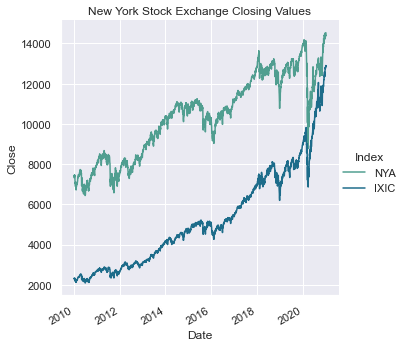 New York Stock Exchange Closing Values
14000
12000
10000
8000
6000
4000
2000
Close
2010
2012
2014
2016
2018
2020
Date
Index
NYA
IXIC